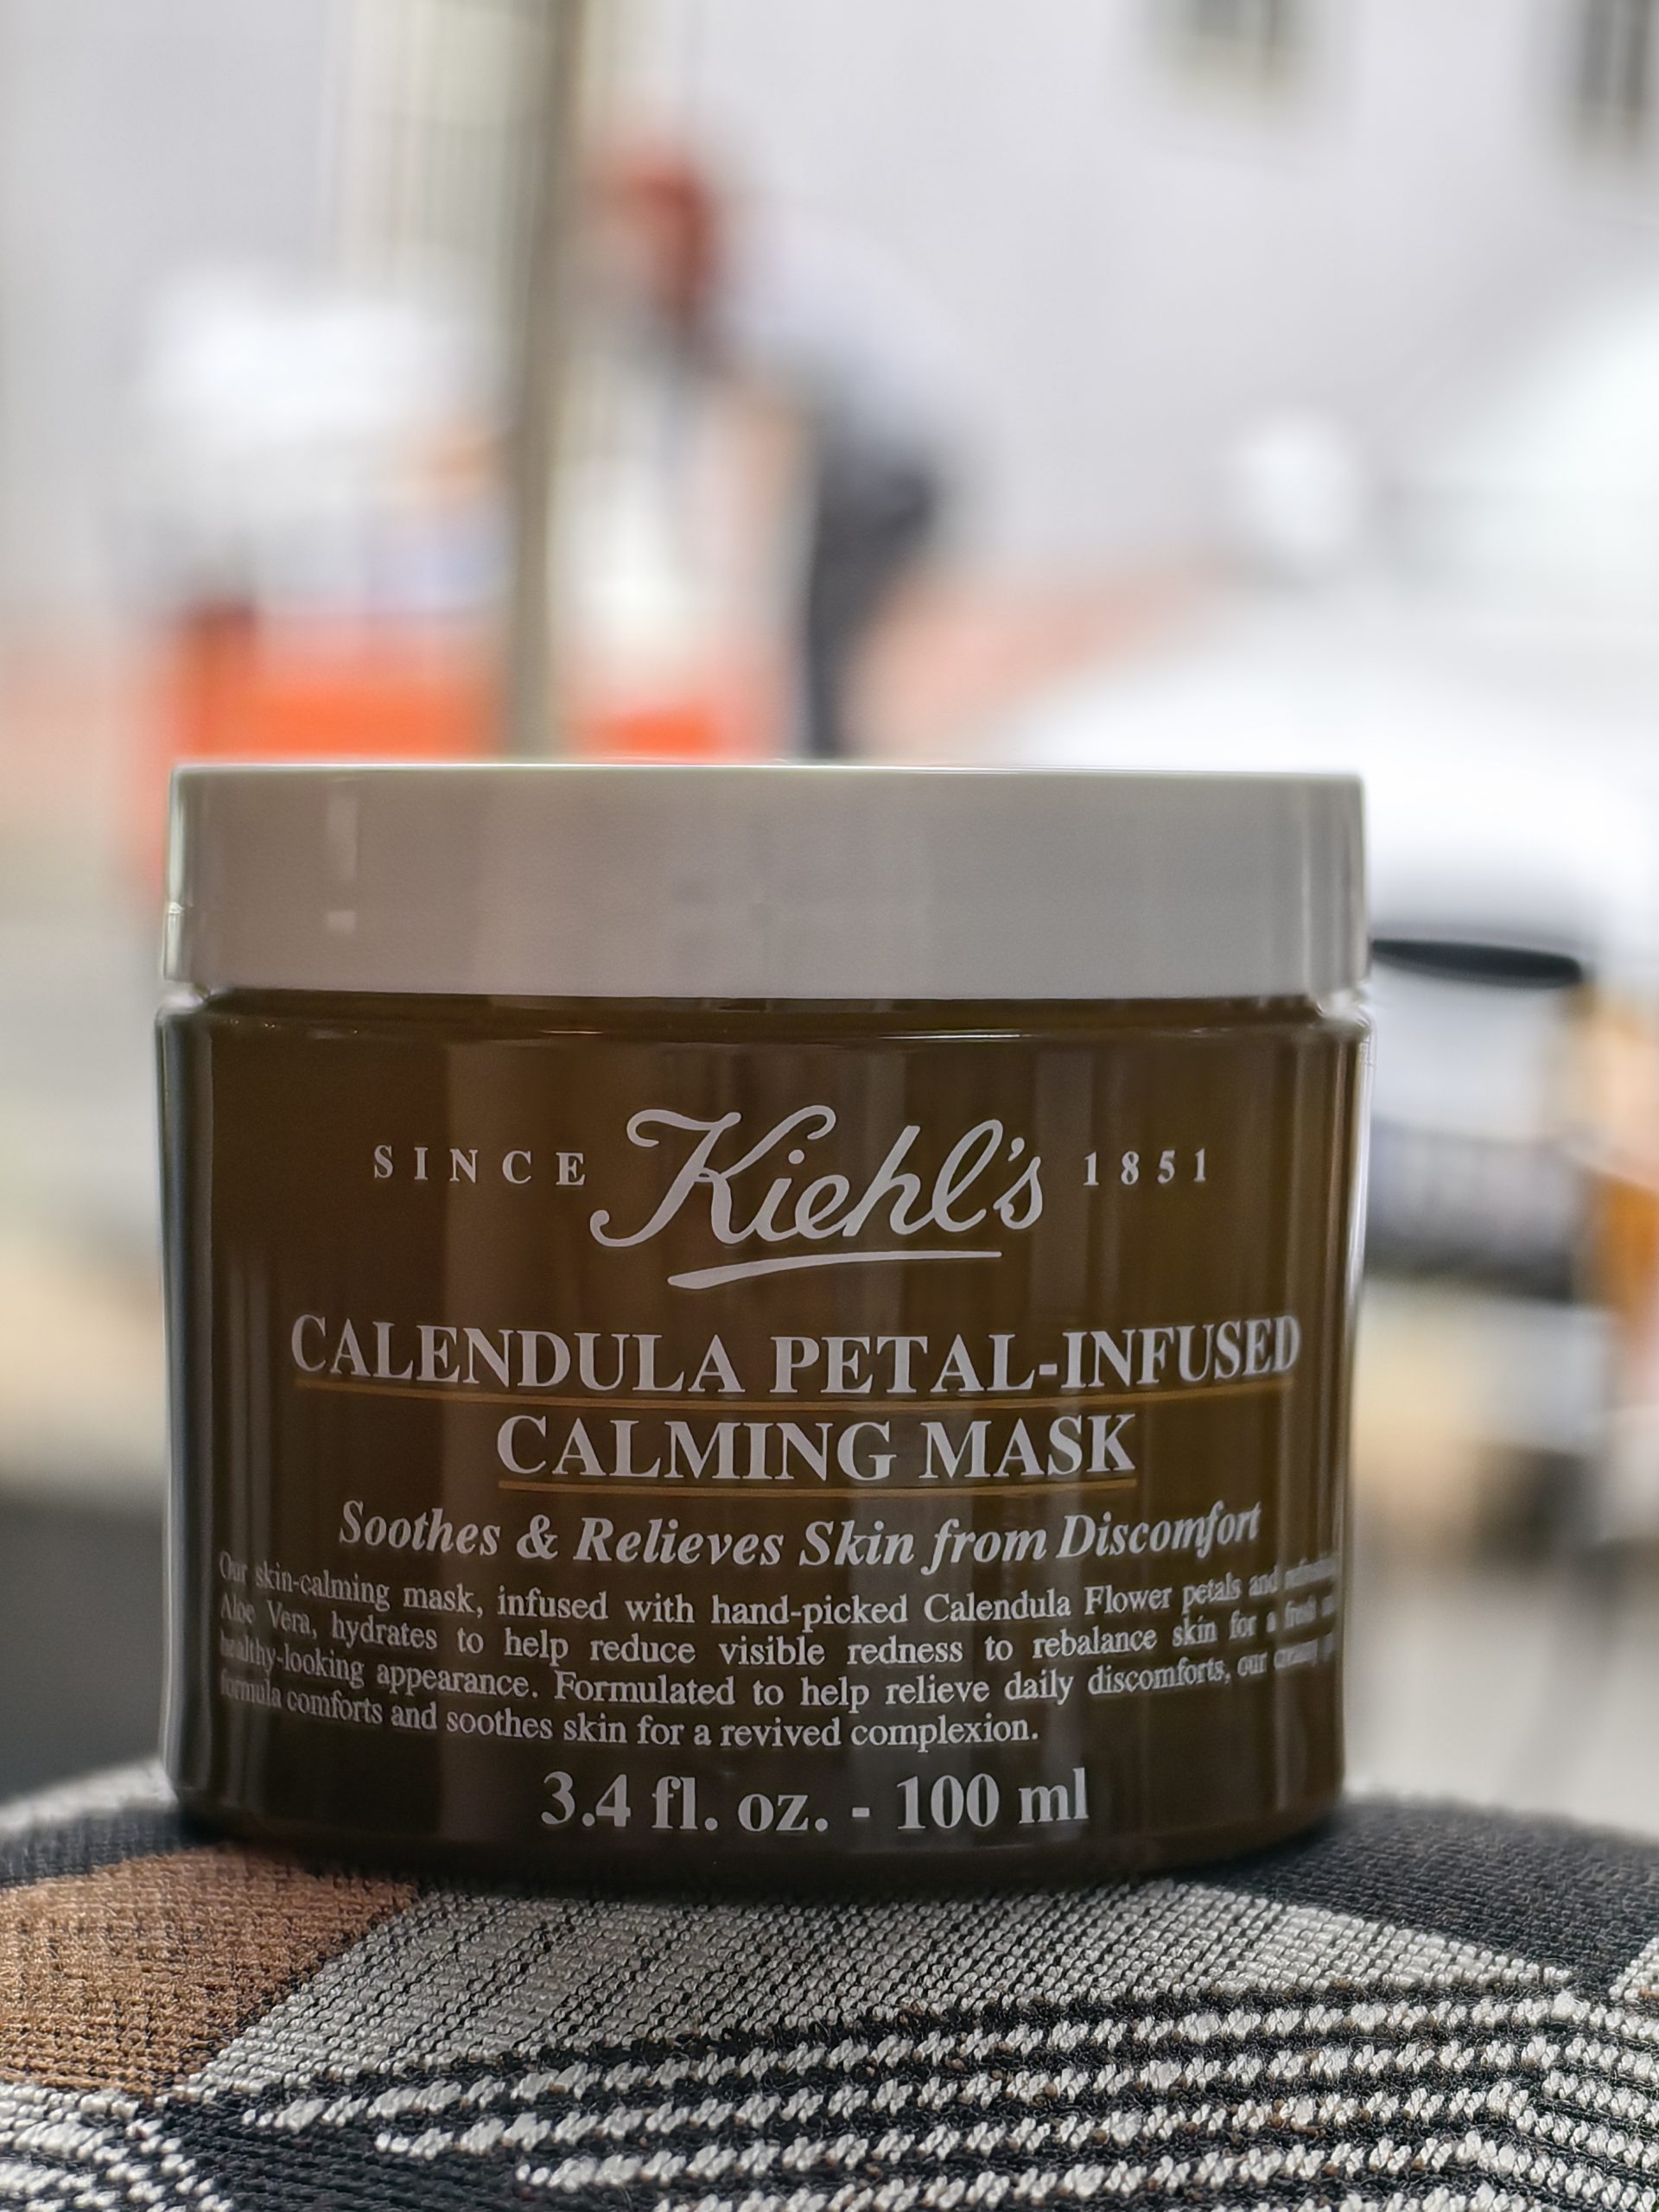 SINCE Kiehl's 1851
CALENDULA PETAL-INFUSED
CALMING MASK
Soothes & Relieves Skin from Discomfort
Our skin-calming mask, infused with hand-picked Calendula Flower petals and
Aloe Vera, hydrates to help reduce visible redness to rebalance skin for a fresh
healthy-looking appearance. Formulated to help relieve daily discomforts, our creamy
formula comforts and soothes skin for a revived complexion.
3.4 fl. oz. - 100 ml